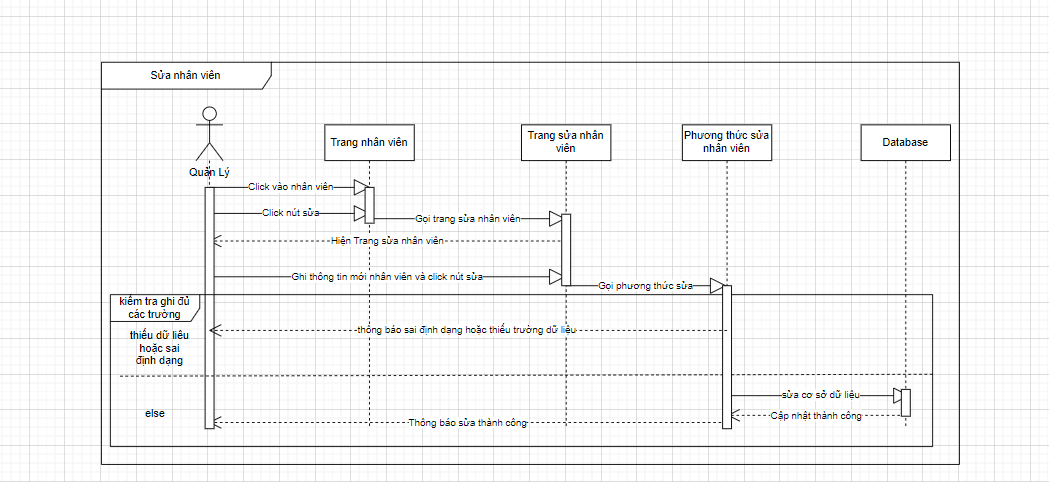 Sửa nhân viên
Trang nhân viên
Trang sửa nhân
viên
Phương thức sửa
nhân viên
Database
Quản Lý
Click vào nhân viên
Click nút sửa
Gọi trang sửa nhân viên
Hiện Trang sửa nhân viên
Ghi thông tin mới nhân viên và click nút sửa
Gọi phương thức sửa
kiểm tra ghi đủ
các trường
thiếu dữ liêu
hoặc sai
định dạng
thông báo sai định dạng hoặc thiếu trường dữ liệu
sửa cơ sở dữ liệu
else
Cập nhật thành công
Thông báo sửa thành công